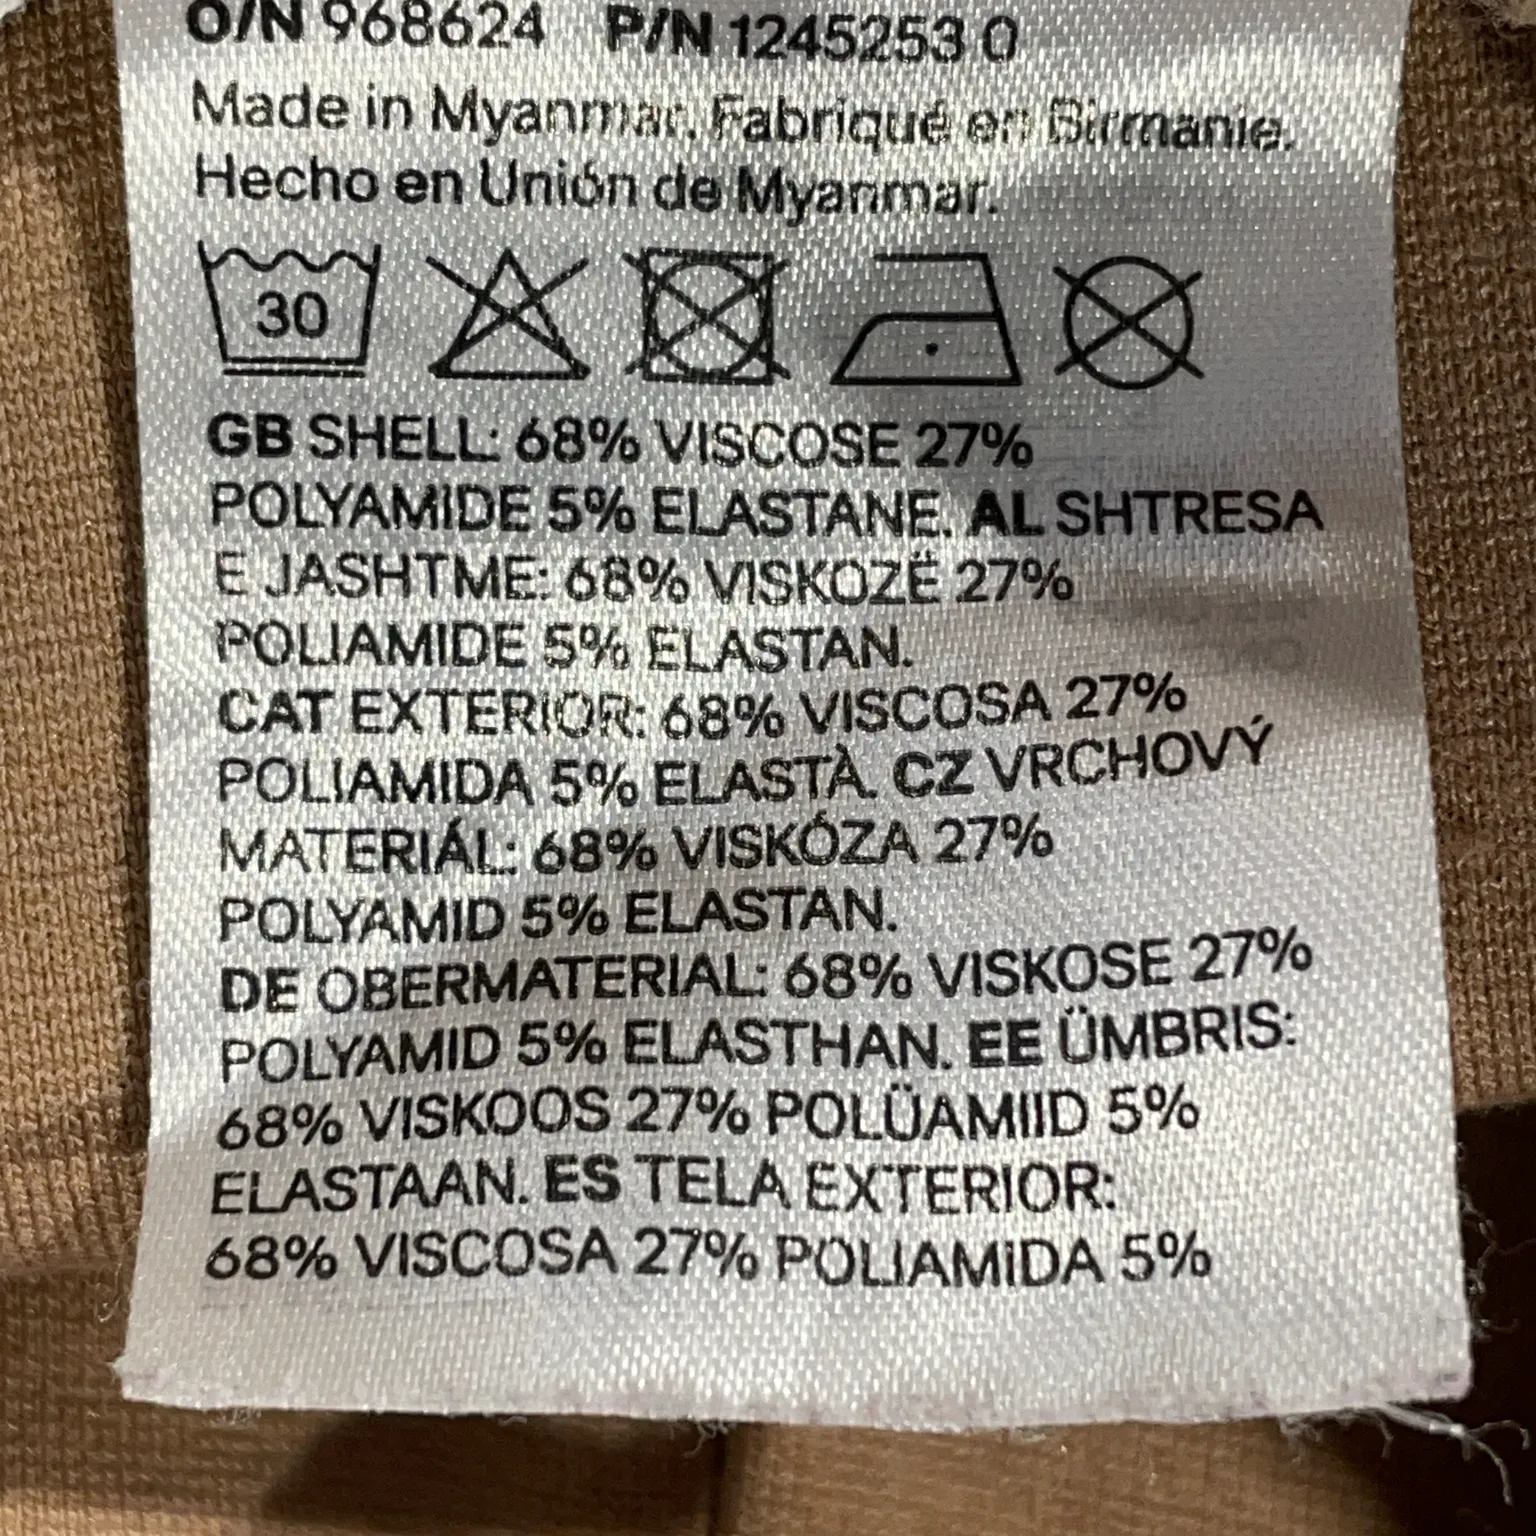 O/N 968624 P/N 1245253 0
Made in Myanmar. Fabriqué en Birmanie.
Hecho en Unión de Myanmar.
30
GB SHELL: 68% VISCOSE 27%
POLYAMIDE 5% ELASTANE. AL SHTRESA
E JASHTME: 68% VISKOZË 27%
POLIAMIDE 5% ELASTAN.
CAT EXTERIOR: 68% VISCOSA 27%
POLIAMIDA 5% ELASTÀ. CZ VRCHOVÝ
MATERIÁL: 68% VISKÓZA 27%
POLYAMID 5% ELASTAN.
DE OBERMATERIAL: 68% VISKOSE 27%
POLYAMID 5% ELASTHAN. EE ÜMBRIS:
68% VISKOOS 27% POLÜAMIID 5%
ELASTAAN. ES TELA EXTERIOR:
68% VISCOSA 27% POLIAMIDA 5%